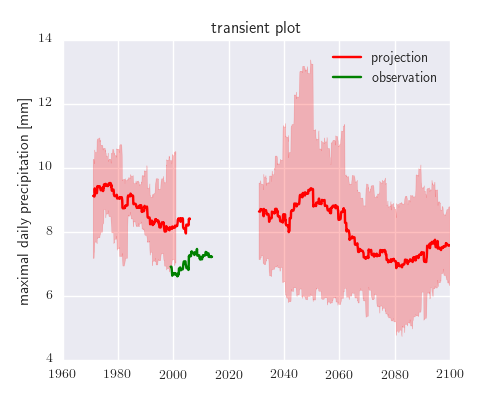 transient plot
projection
observation
maximal daily precipitation [mm]
14
12
10
8
6
4
1960 1980 2000 2020 2040 2060 2080 2100